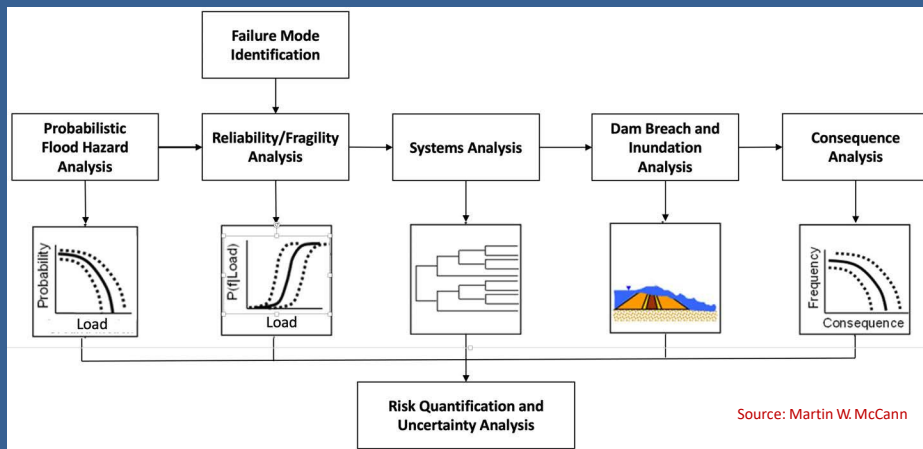 Failure Mode
Identification
Probabilistic
Flood Hazard
Analysis
Reliability/Fragility
Analysis
Systems Analysis
Dam Breach and
Inundation
Analysis
Consequence
Analysis
Probability
Load
P(f|Load)
Load
Frequency
Consequence
Risk Quantification and
Uncertainty Analysis
Source: Martin W. McCann